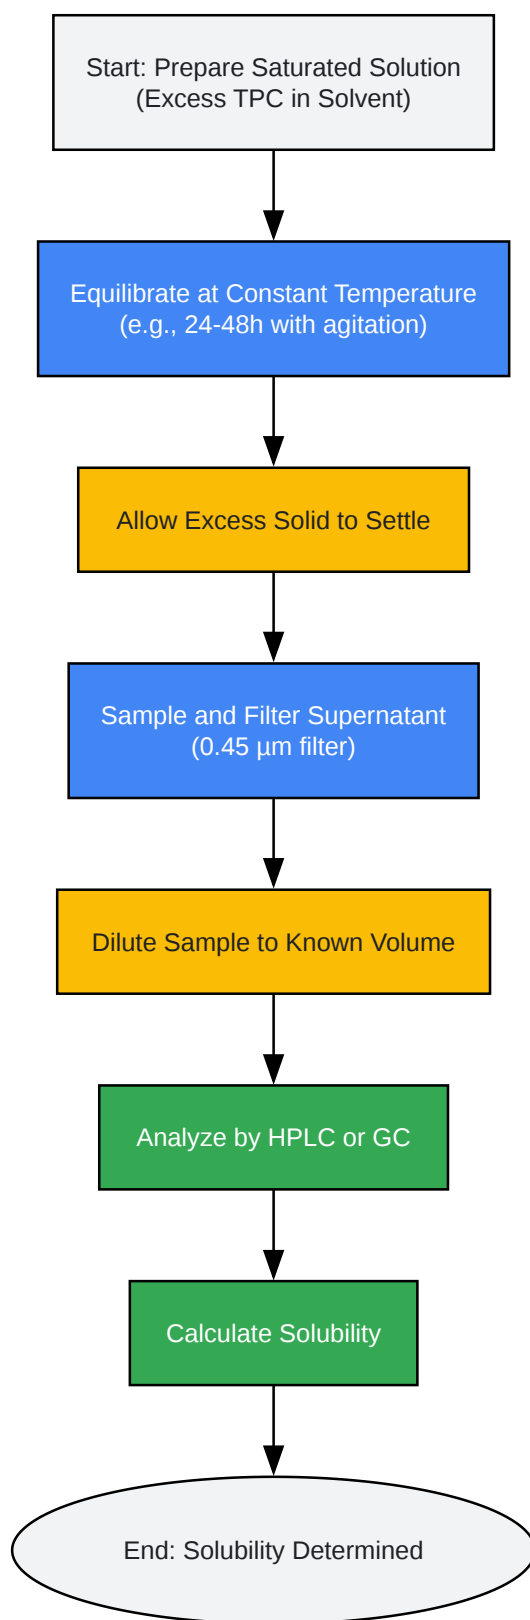 Start: Prepare Saturated Solution
(Excess TPC in Solvent)
Equilibrate at Constant Temperature
(e.g., 24-48h with agitation)
Allow Excess Solid to Settle
Sample and Filter Supernatant
(0.45 µm filter)
Dilute Sample to Known Volume
Analyze by HPLC or GC
Calculate Solubility
End: Solubility Determined